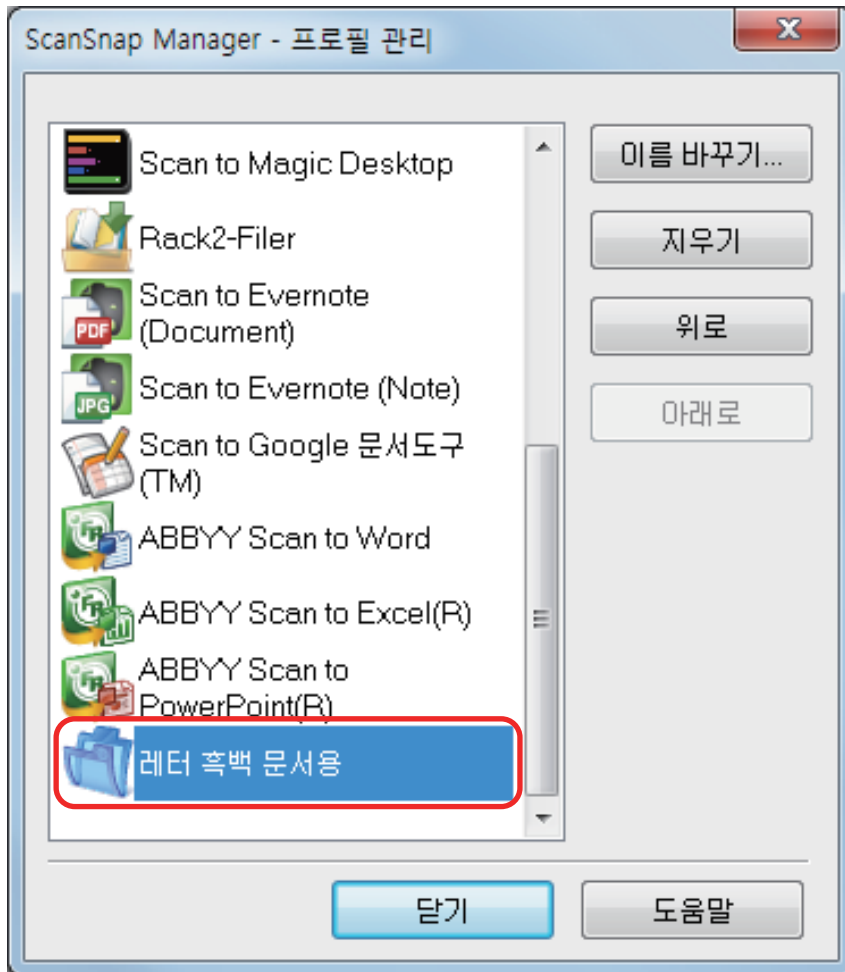 ScanSnap Manager - 프로필 관리
Scan to Magic Desktop
Rack2-Filer
Scan to Evernote
(Document)
PDF
Scan to Evernote (Note)
JPG
Scan to Google 문서도구
(TM)
ABBYY Scan to Word
ABBYY Scan to Excel(R)
ABBYY Scan to
PowerPoint(R)
레터 흑백 문서용
이름 바꾸기...
지우기
위로
아래로
닫기
도움말